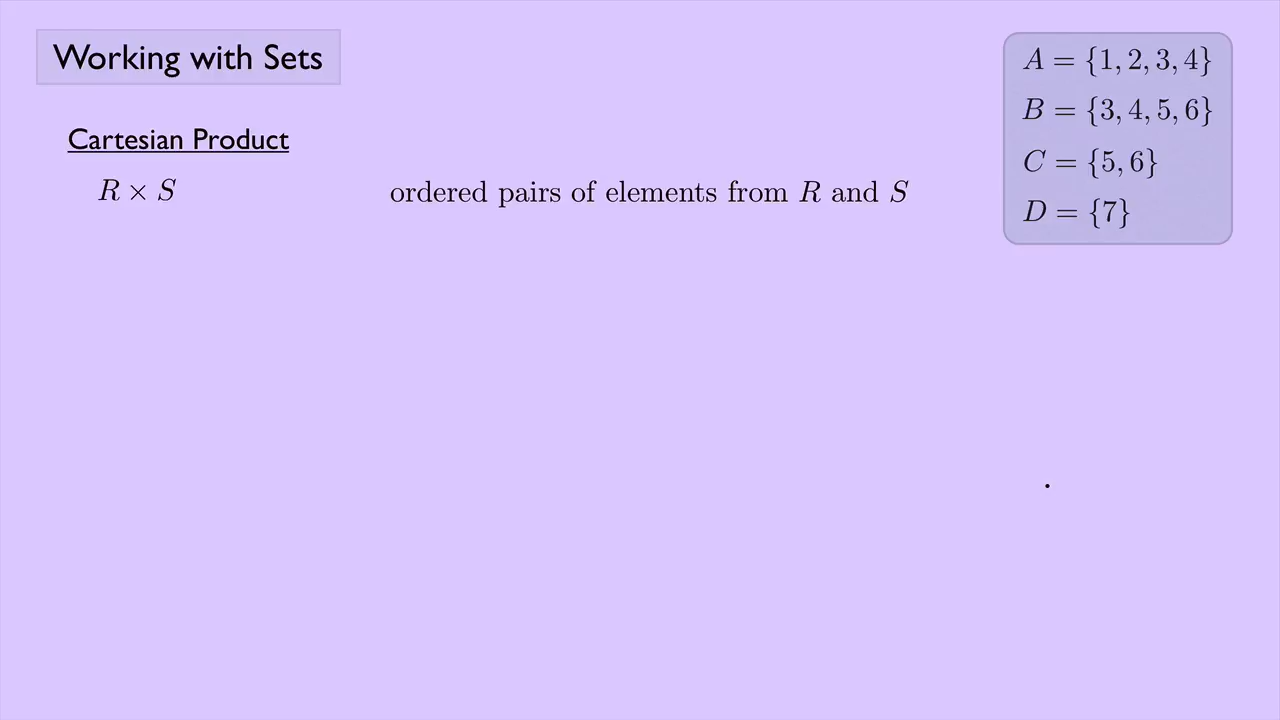 Working with Sets
Cartesian Product
R × S
ordered pairs of elements from R and S
A = {1, 2, 3, 4}
B = {3, 4, 5, 6}
C = {5, 6}
D = {7}